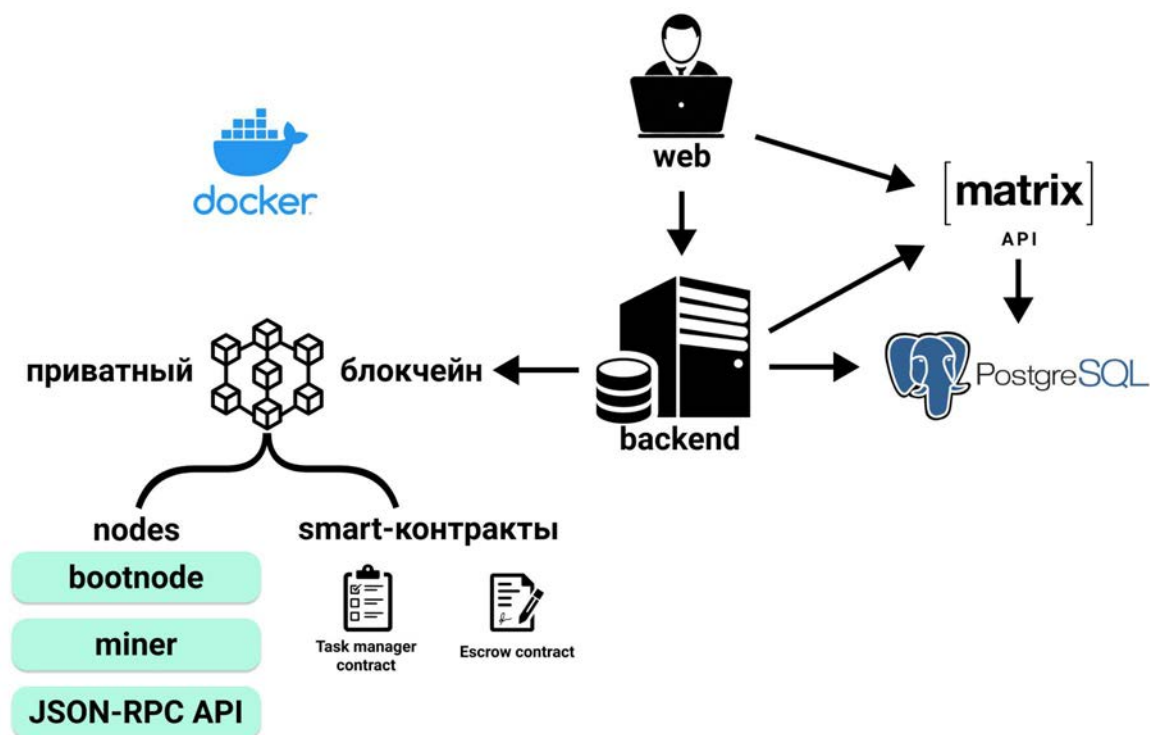 web
docker
[matrix]
API
приватный
блокчейн
PostgreSQL
backend
nodes
smart-контракты
bootnode
miner
JSON-RPC API
Task manager
contract
Escrow contract